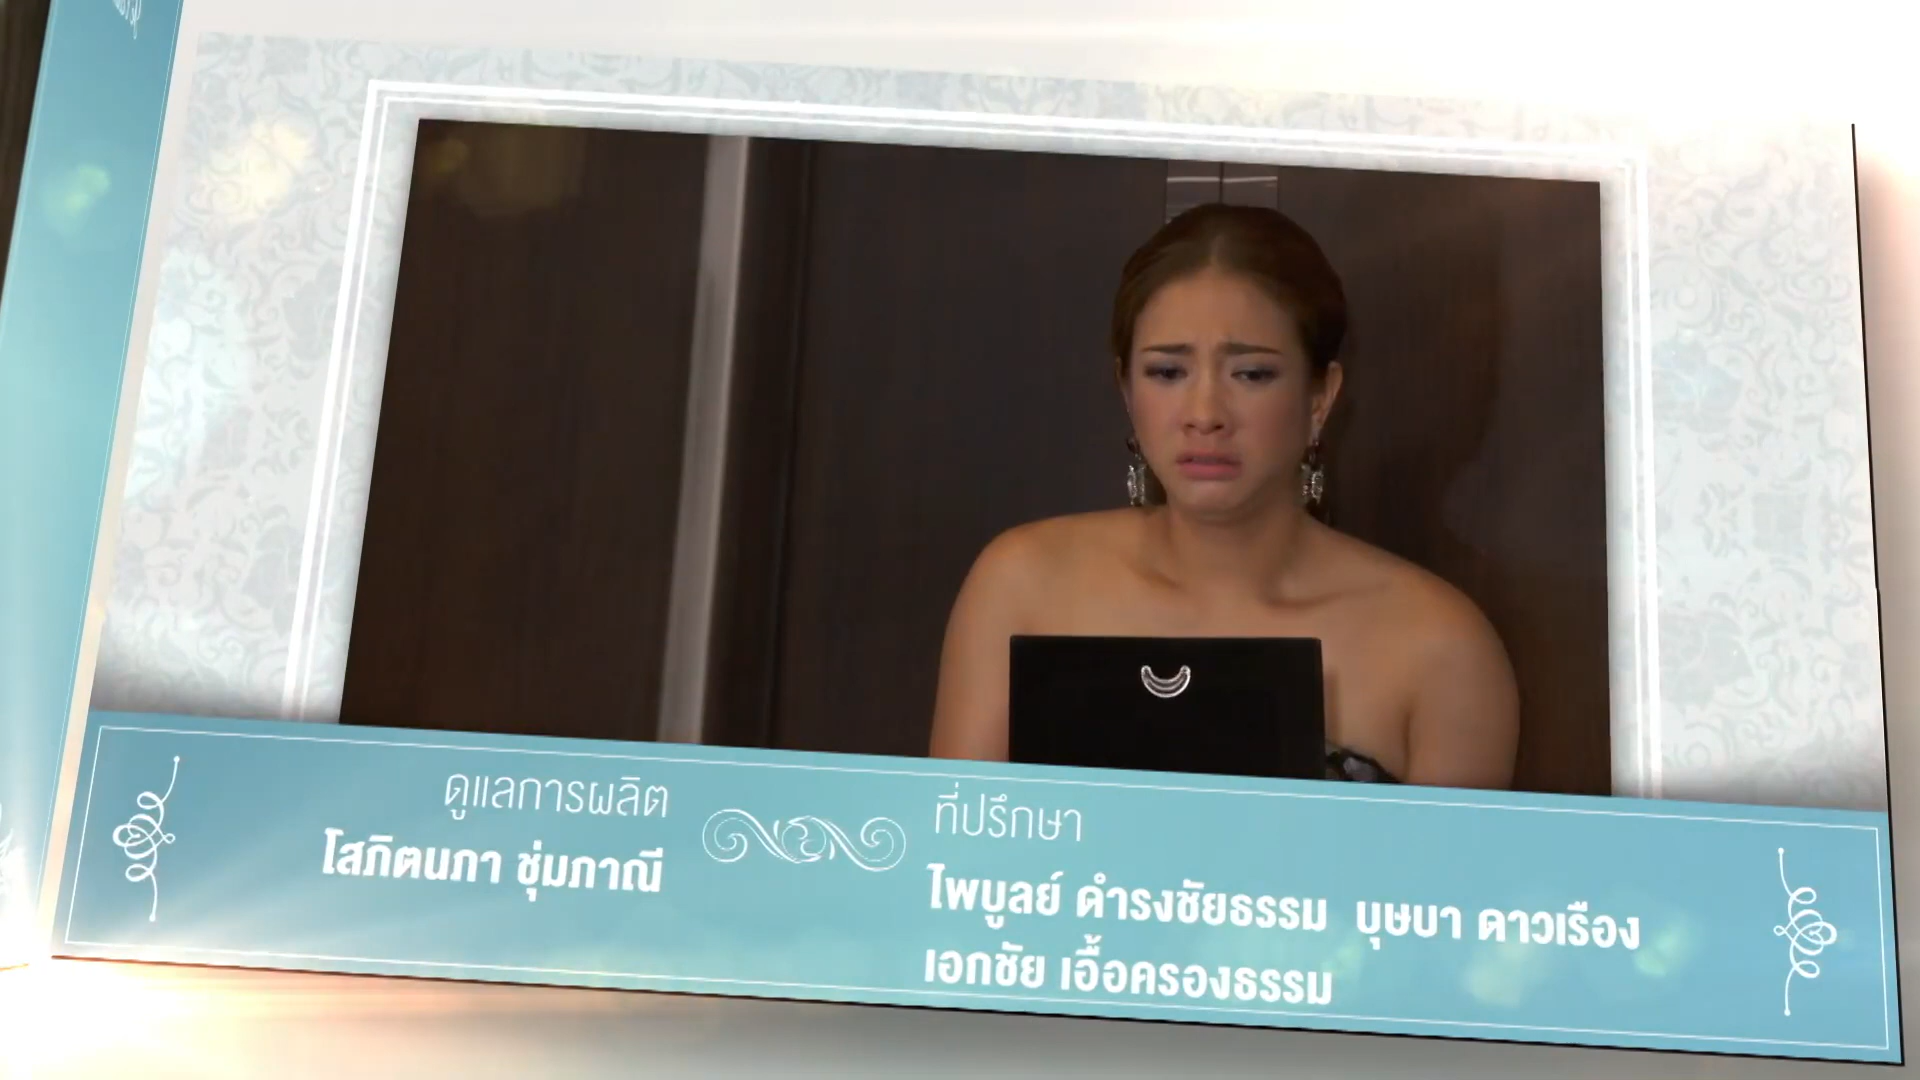 ดูแลการผลิต
โสภิตนภา ชุ่มภาณี
ที่ปรึกษา
ไพบูลย์ ดำรงชัยธรรม บุษบา ดาวเรือง
เอกชัย เอื้อครองธรรม